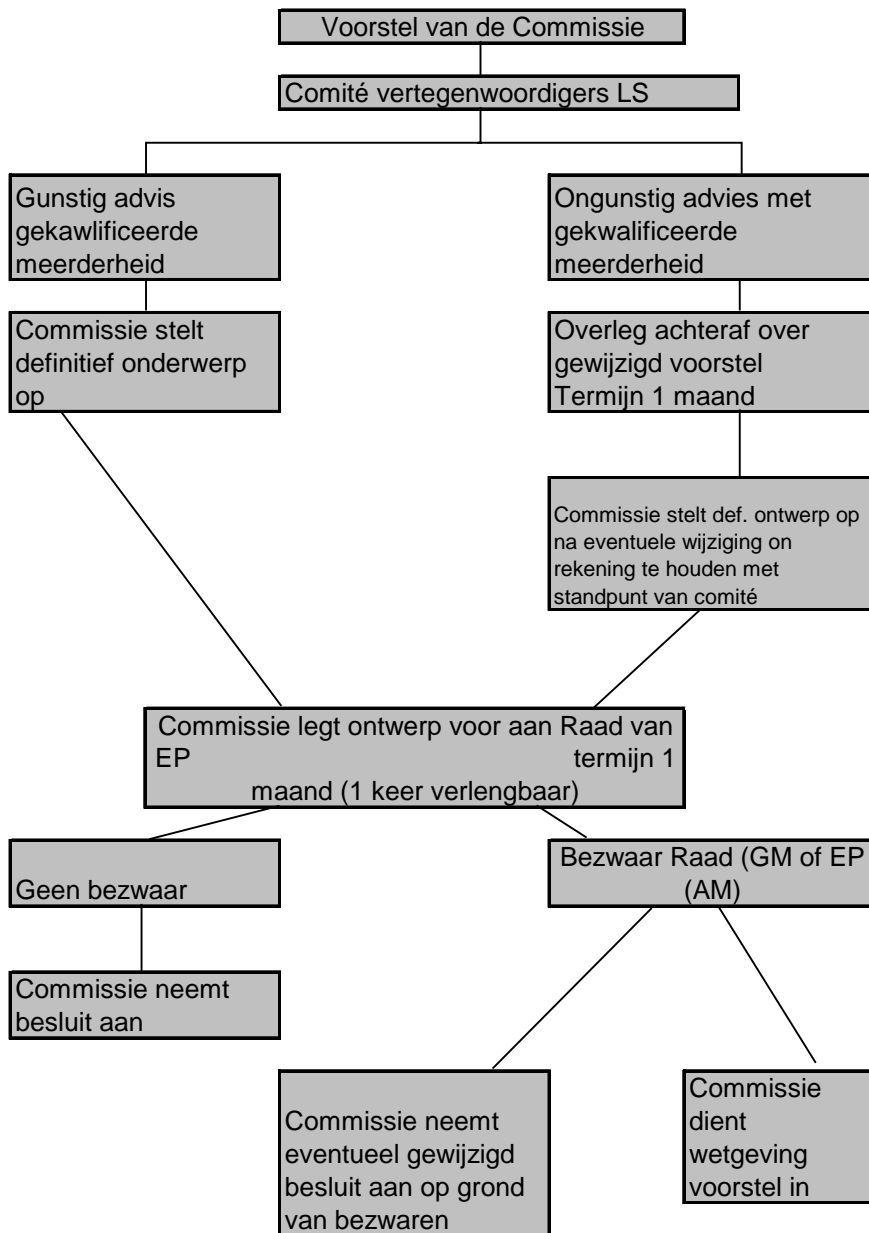 Voorstel van de Commissie
Comité vertegenwoordigers LS
Gunstig advis
gekawlificeerde
meerderheid
Ongunstig advies met
gekwalificeerde
meerderheid
Commissie stelt
definitief onderwerp
op
Overleg achteraf over
gewijzigd voorstel
Termijn 1 maand
Commissie stelt def. ontwerp op
na eventuele wijziging on
rekening te houden met
standpunt van comité
Commissie legt ontwerp voor aan Raad van
EP termijn 1
maand (1 keer verlengbaar)
Geen bezwaar
Bezwaar Raad (GM of EP
(AM)
Commissie neemt
besluit aan
Commissie neemt
eventueel gewijzigd
besluit aan op grond
van bezwaren
Commissie
dient
wetgeving
voorstel in